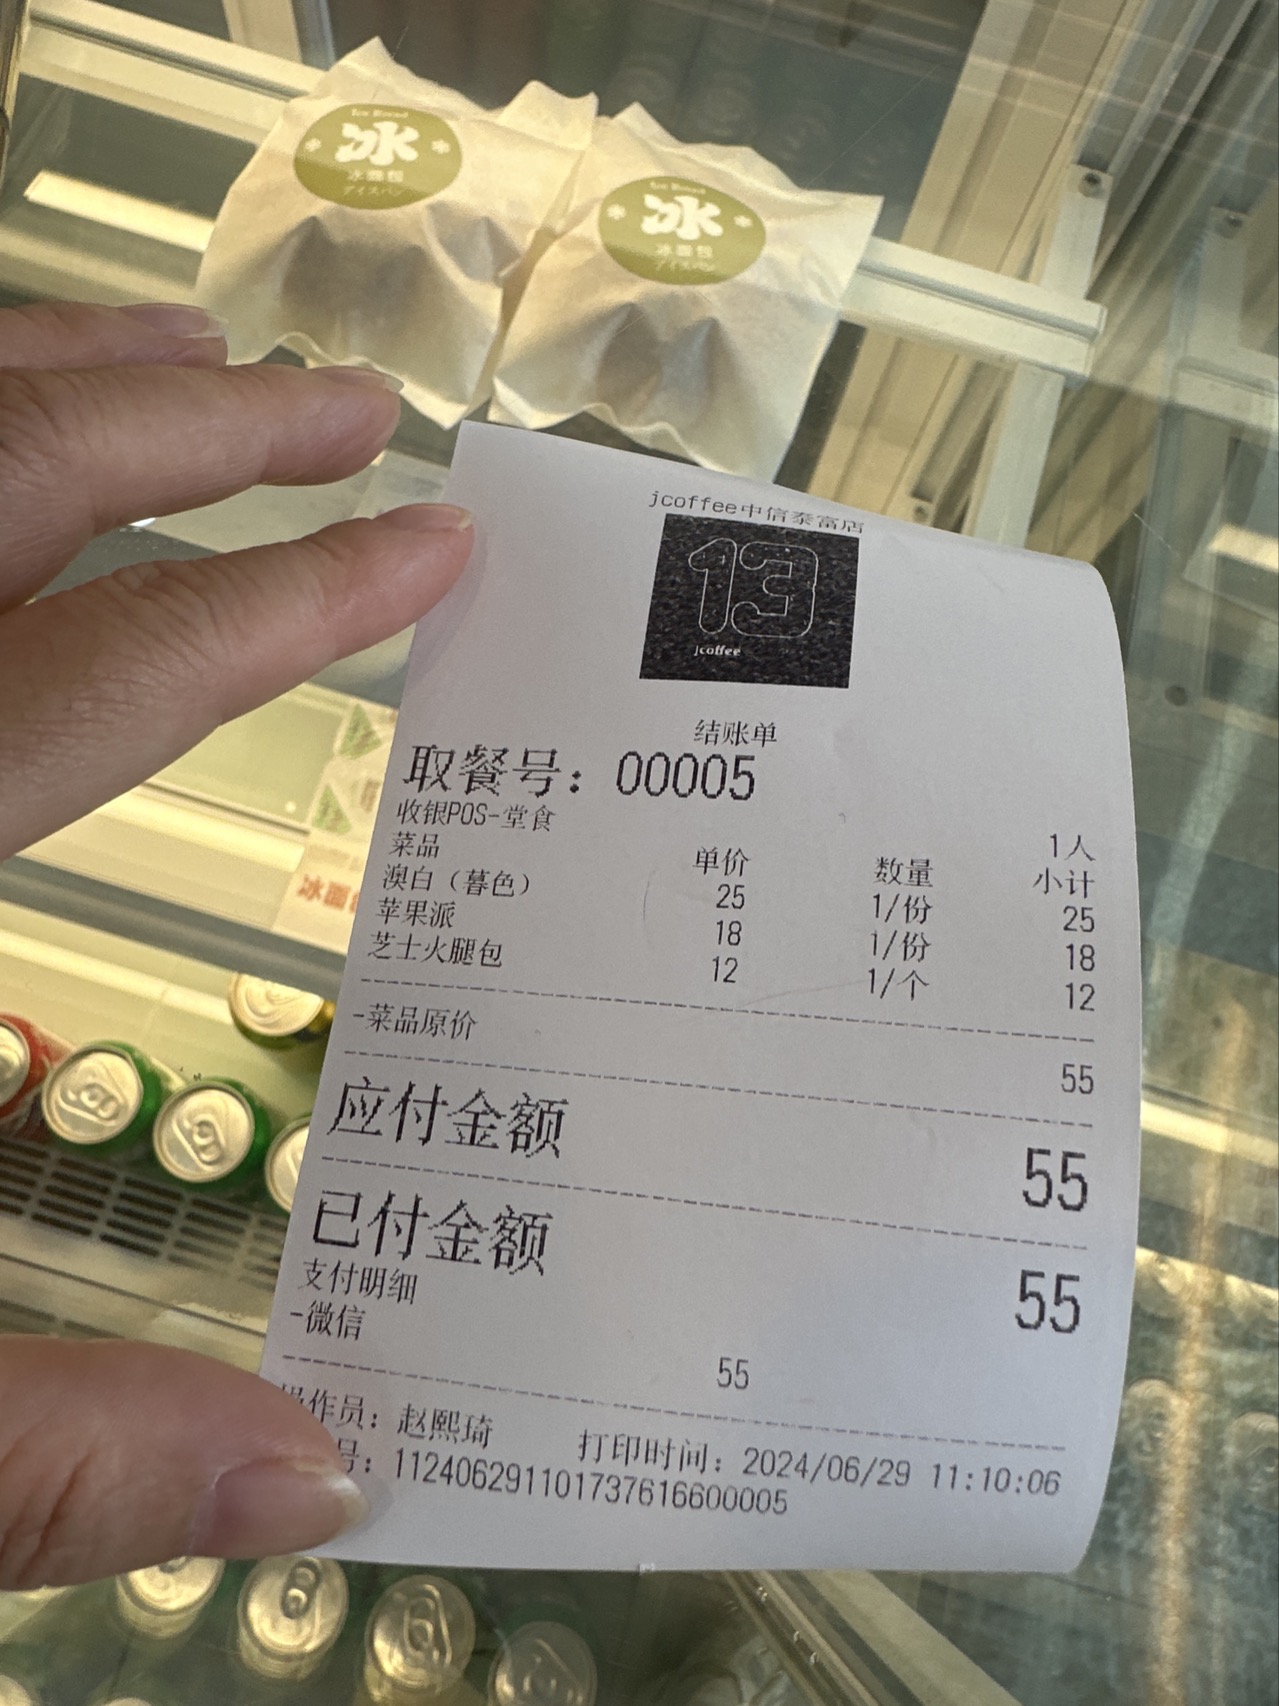 Ice Bread
冰
冰面包
アイスパン
Ice Bread
冰
冰面包
アイスパン
jcoffee中信泰富店
13
jcoffee
结账单
取餐号：00005
收银POS-堂食 1人
菜品 单价 数量 小计
澳白（暮色） 25 1/份 25
苹果派 18 1/份 18
芝士火腿包 12 1/个 12
-菜品原价 55
应付金额 55
已付金额 55
支付明细
-微信 55
操作员：赵熙琦 打印时间：2024/06/29 11:10:06
号：11240629110173761660​0005
冰面